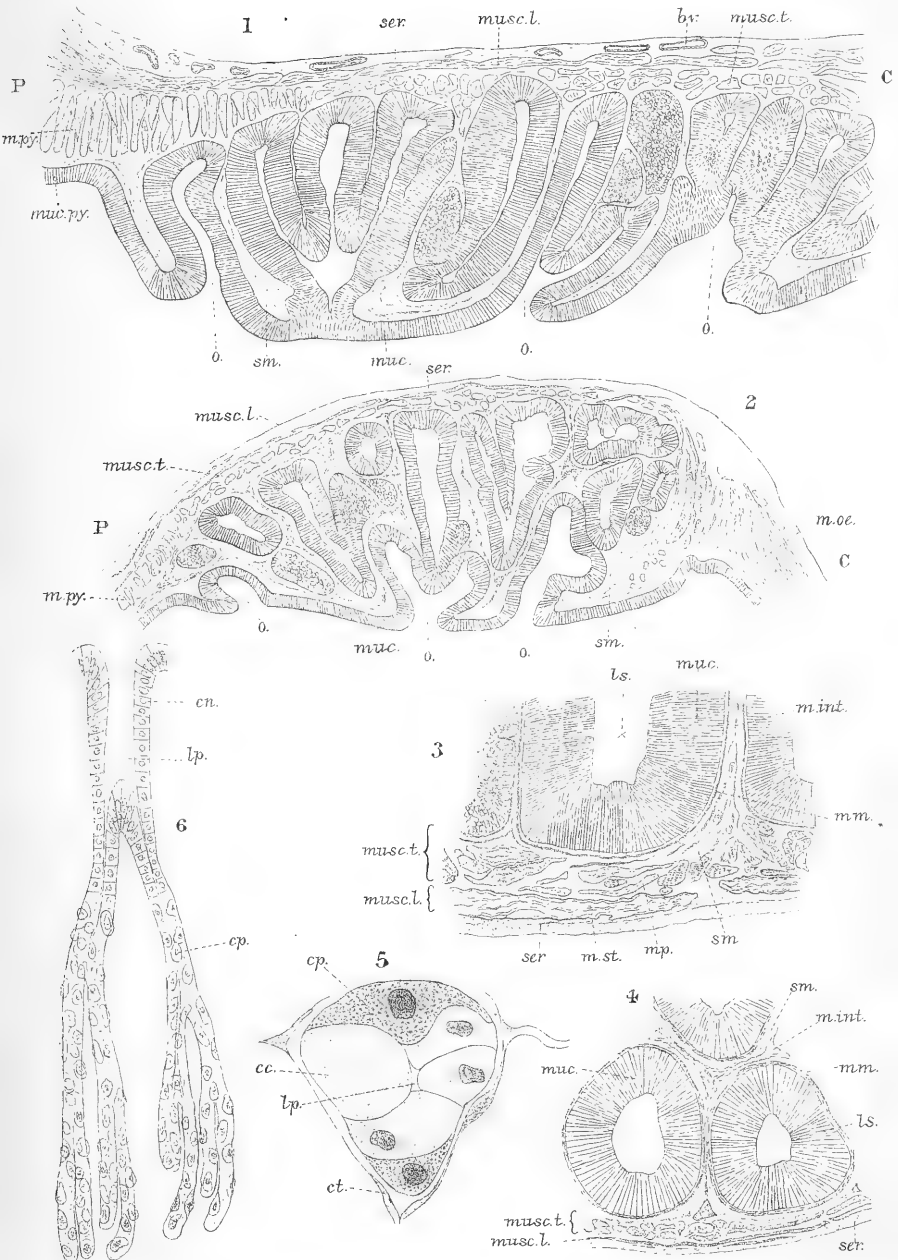 1
ser.
musc.l.
bv.
musc.t.
P
C
m.py.
muc.py.
o.
sm.
muc.
o.
o.
ser.
2
musc.l.
musc.t.
P
m.oe.
C
m.py.
o.
muc.
o.
o.
sm.
ls.
muc.
cn.
m.int.
3
lp.
mm.
6
musc.t.
musc.l.
cp.
ser
m.st.
mp.
sm
cp.
5
4
sm.
m.int.
muc.
mm.
cc.
lp.
ls.
ct.
musc.t.
musc.l.
ser.